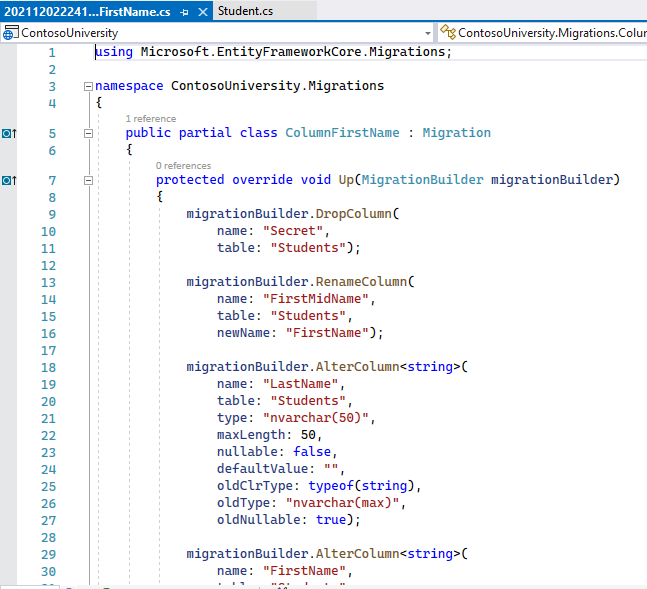 202112022241...FirstName.cs
Student.cs
ContosoUniversity
ContosoUniversity.Migrations.Colu
1 using Microsoft.EntityFrameworkCore.Migrations;
2
3 namespace ContosoUniversity.Migrations
4 {
1 reference
5 public partial class ColumnFirstName : Migration
6 {
0 references
7 protected override void Up(MigrationBuilder migrationBuilder)
8 {
9 migrationBuilder.DropColumn(
10 name: "Secret",
11 table: "Students");
12
13 migrationBuilder.RenameColumn(
14 name: "FirstMidName",
15 table: "Students",
16 newName: "FirstName");
17
18 migrationBuilder.AlterColumn<string>(
19 name: "LastName",
20 table: "Students",
21 type: "nvarchar(50)",
22 maxLength: 50,
23 nullable: false,
24 defaultValue: "",
25 oldClrType: typeof(string),
26 oldType: "nvarchar(max)",
27 oldNullable: true);
28
29 migrationBuilder.AlterColumn<string>(
30 name: "FirstName",